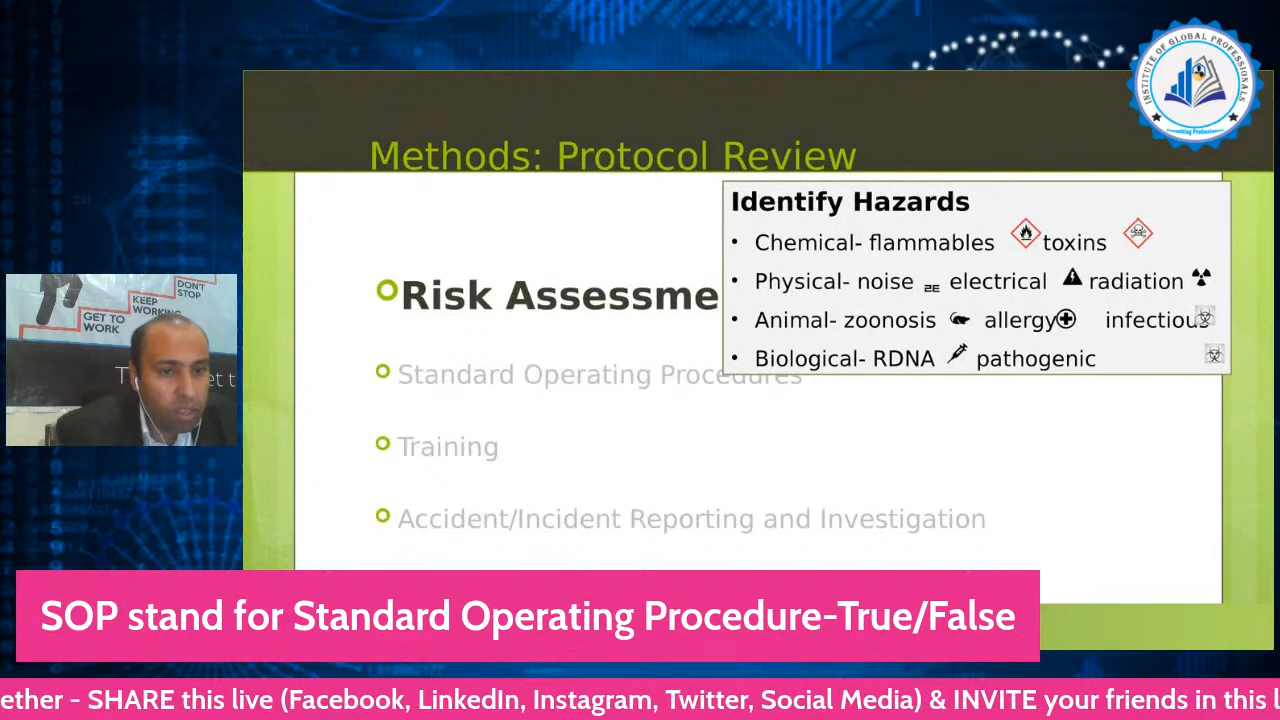 INSTITUTE OF GLOBAL PROFESSIONALS
Methods: Protocol Review
Identify Hazards
• Chemical- flammables toxins
• Physical- noise electrical radiation
• Animal- zoonosis allergy infectious
• Biological- RDNA pathogenic
Risk Assessme
Standard Operating Procedures
Training
Accident/Incident Reporting and Investigation
DON'T
STOP
KEEP
WORKING
GET TO
WORK
SOP stand for Standard Operating Procedure-True/False
ether - SHARE this live (Facebook, LinkedIn, Instagram, Twitter, Social Media) & INVITE your friends in this l